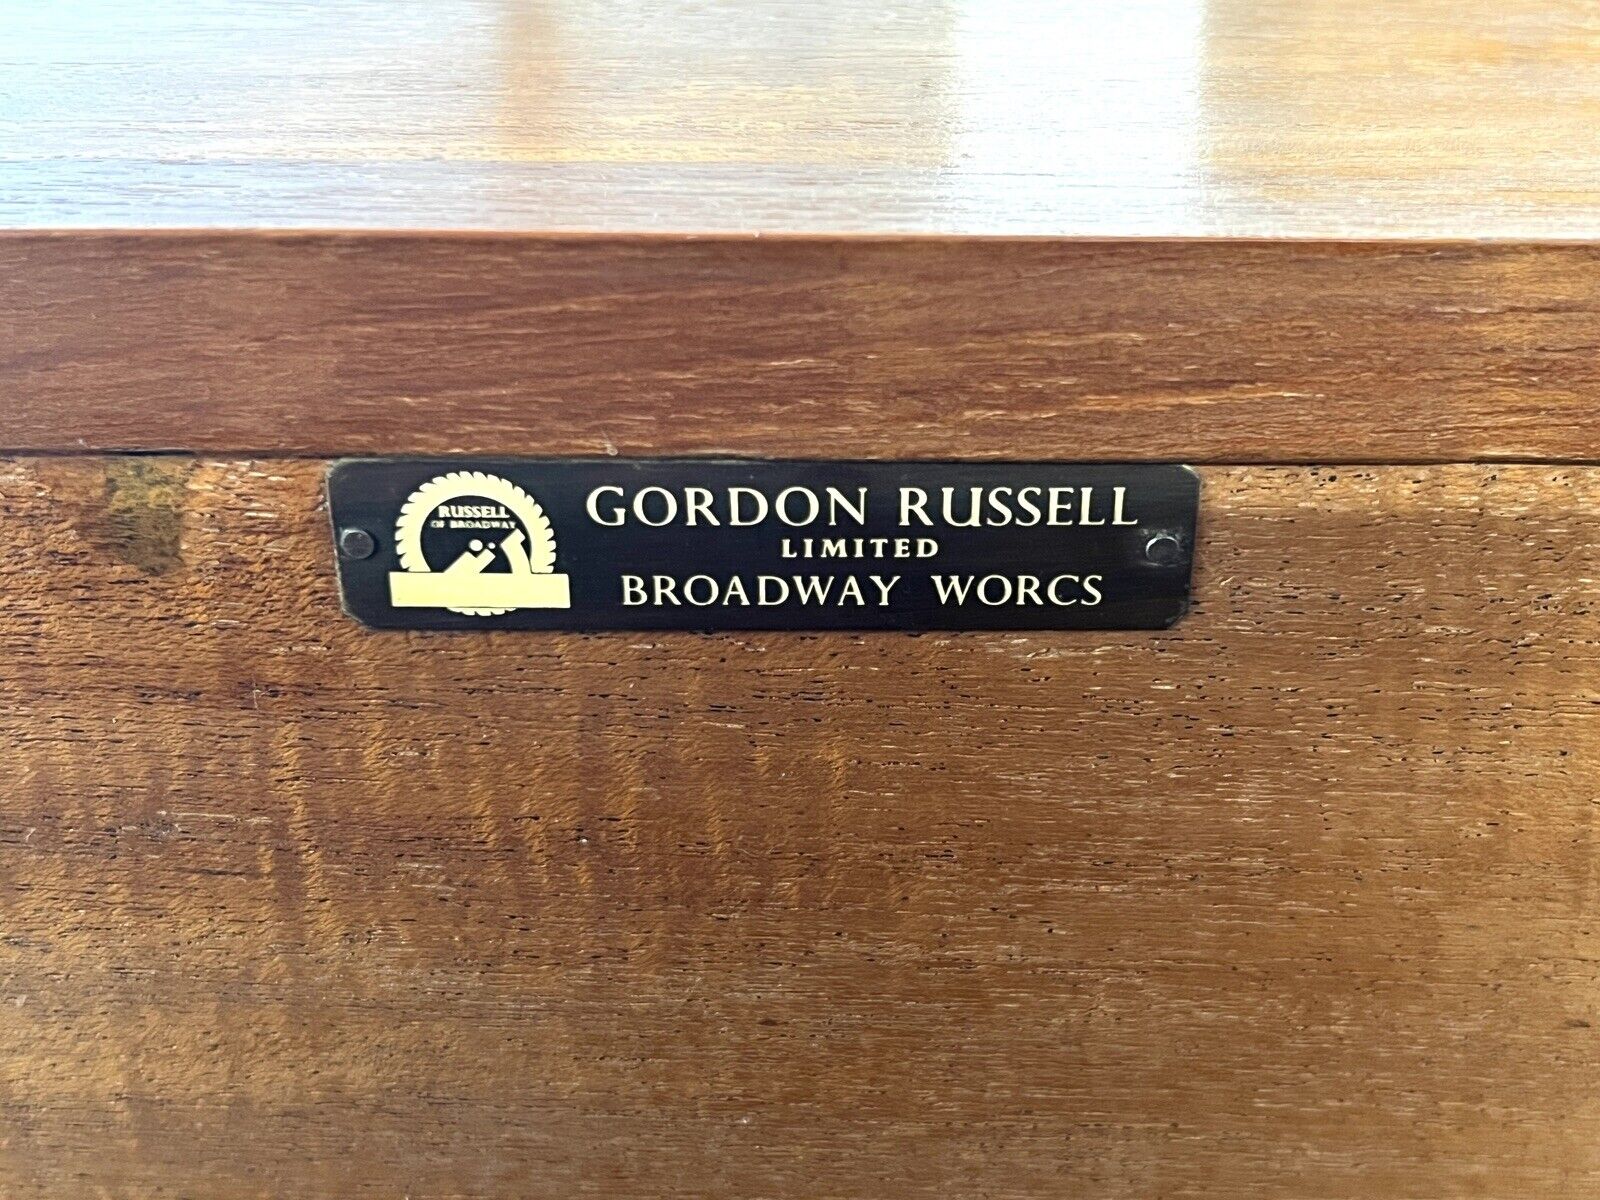 RUSSELL
OF BROADWAY
GORDON RUSSELL
LIMITED
BROADWAY WORCS